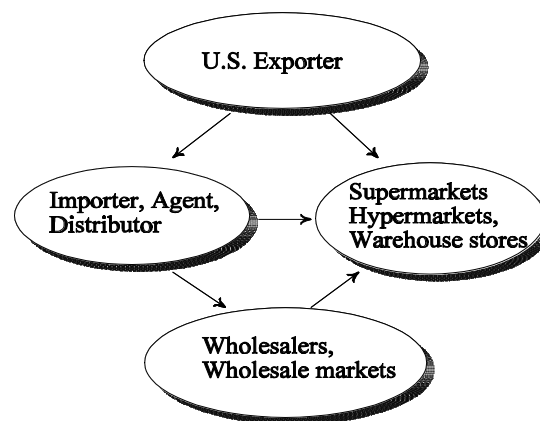 U.S. Exporter
Importer, Agent,
Distributor
Supermarkets
Hypermarkets,
Warehouse stores
Wholesalers,
Wholesale markets